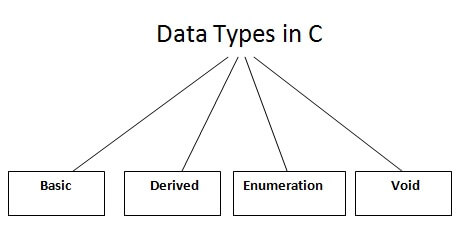 Data Types in C
Basic
Derived
Enumeration
Void